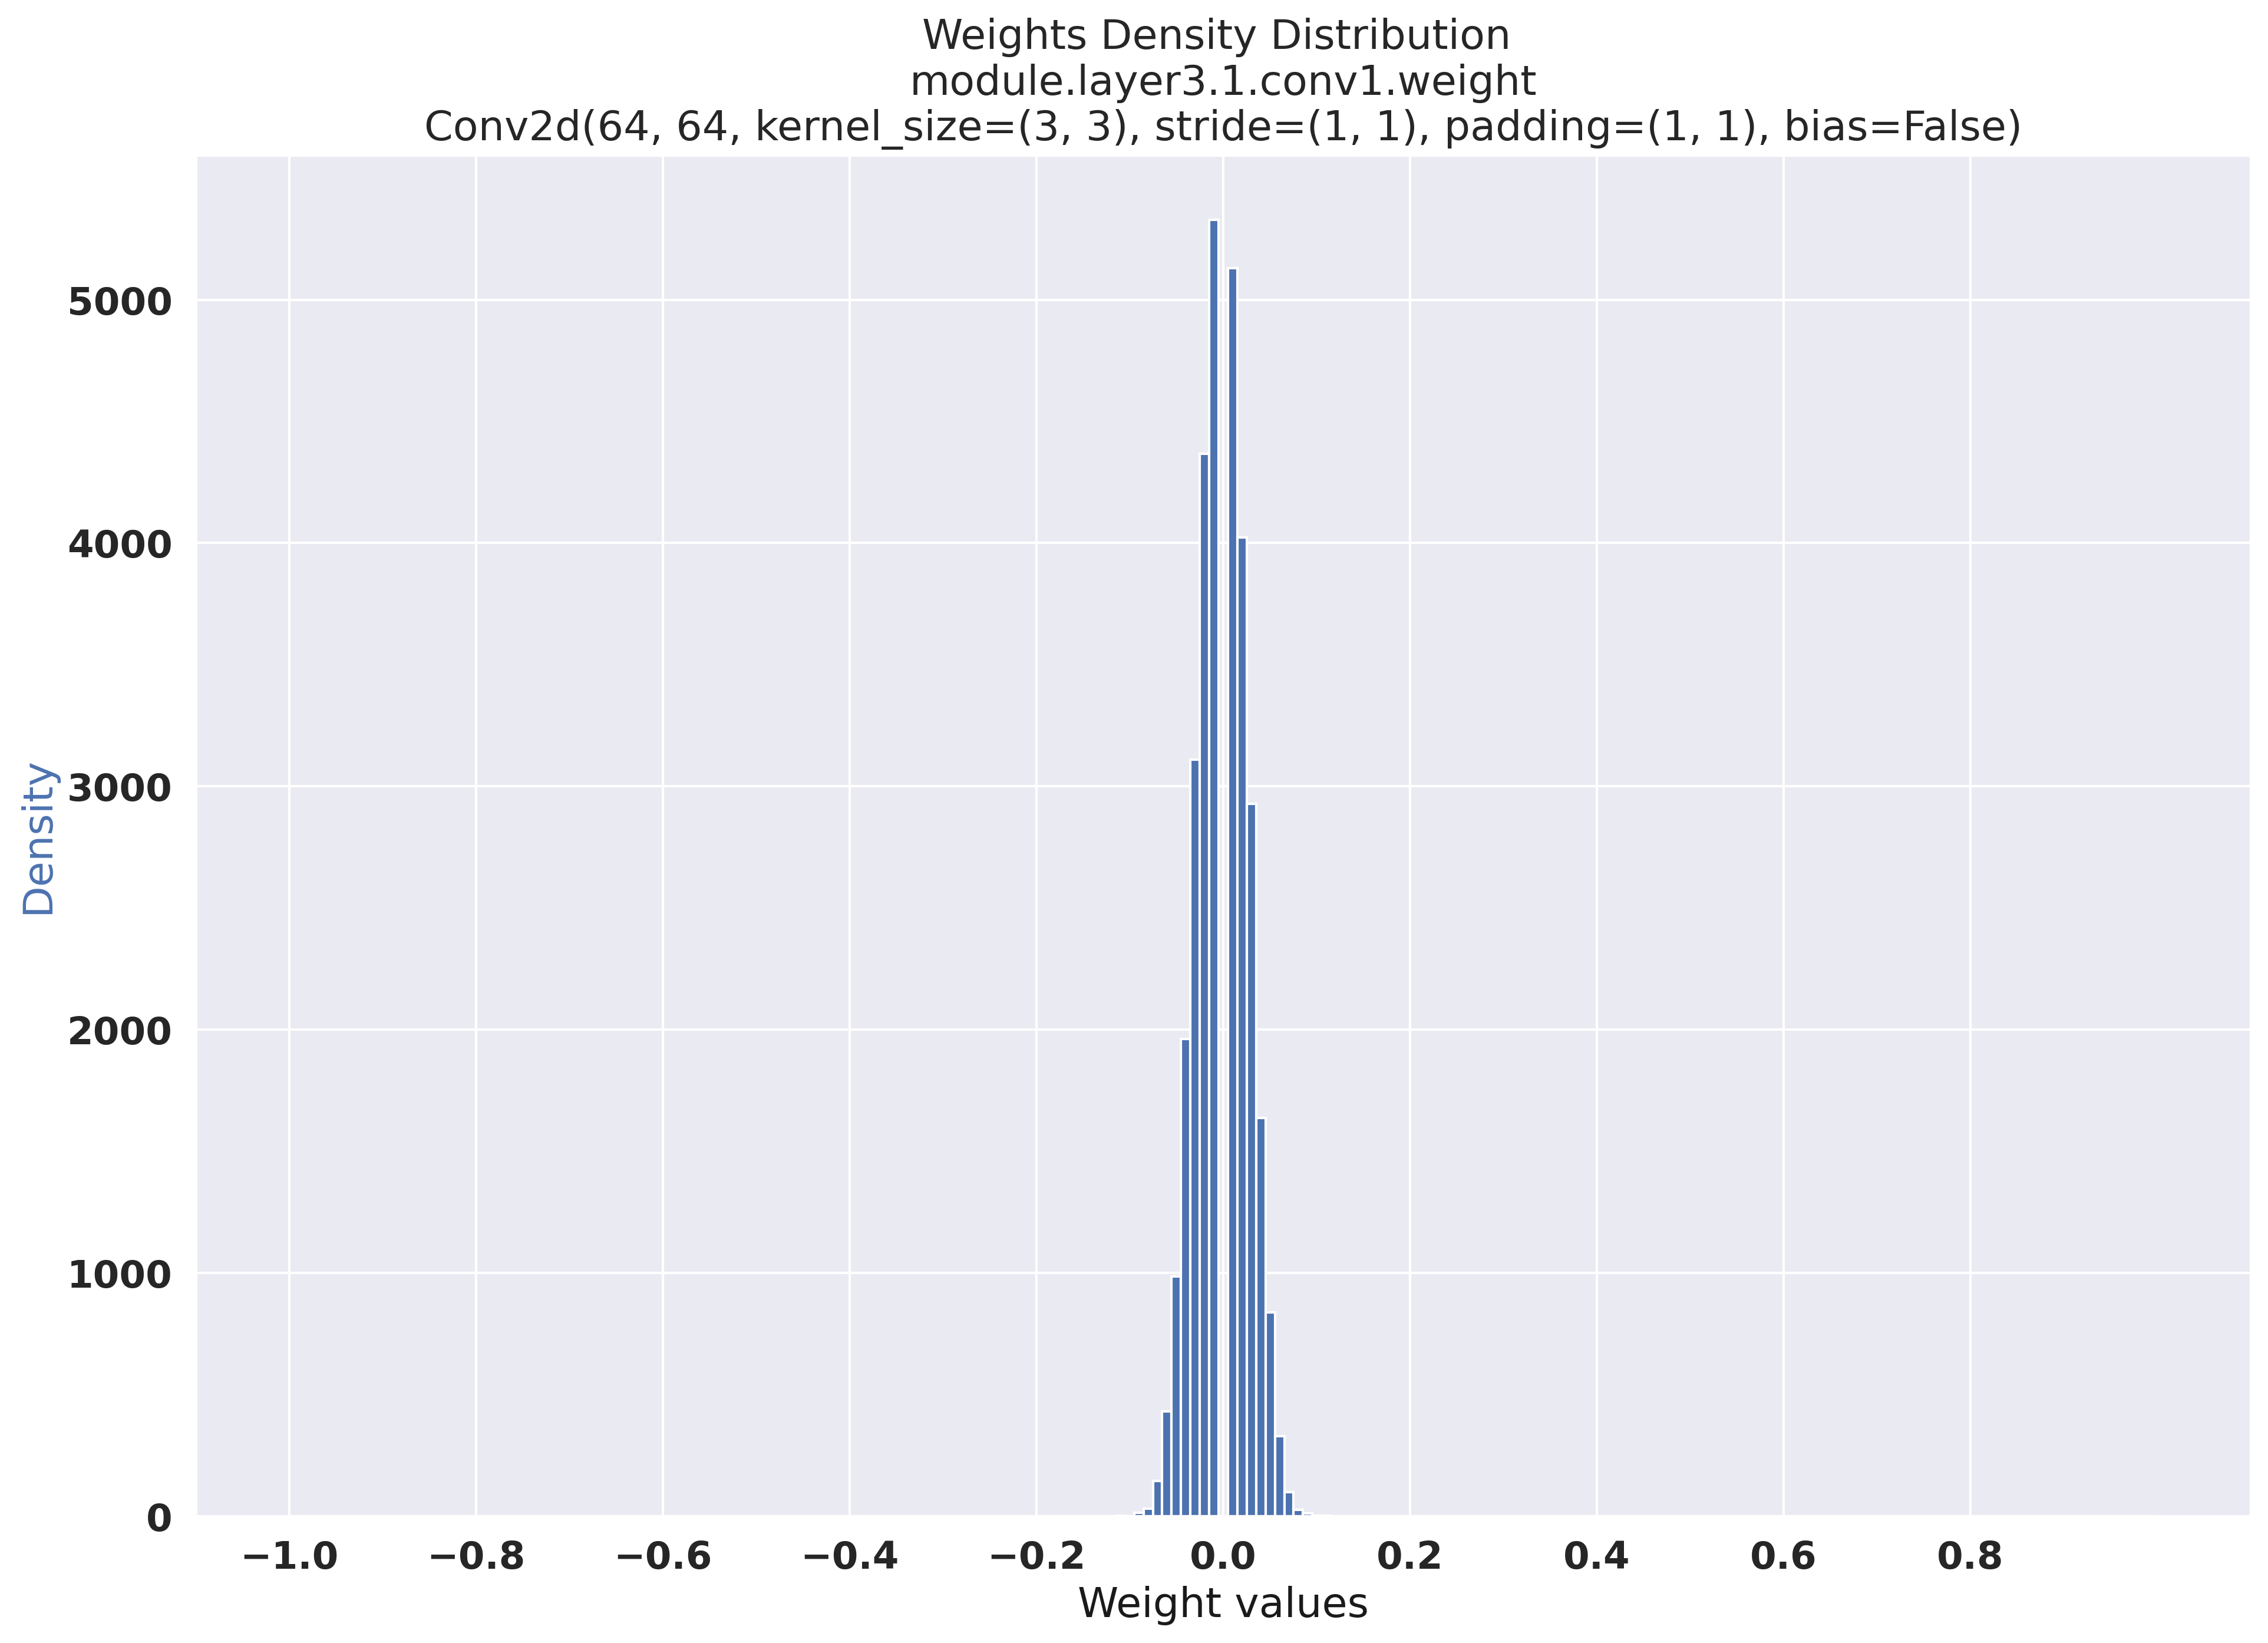 Weights Density Distribution
module.layer3.1.conv1.weight
Conv2d(64, 64, kernel_size=(3, 3), stride=(1, 1), padding=(1, 1), bias=False)
Density
5000
4000
3000
2000
1000
0
−1.0 −0.8 −0.6 −0.4 −0.2 0.0 0.2 0.4 0.6 0.8
Weight values